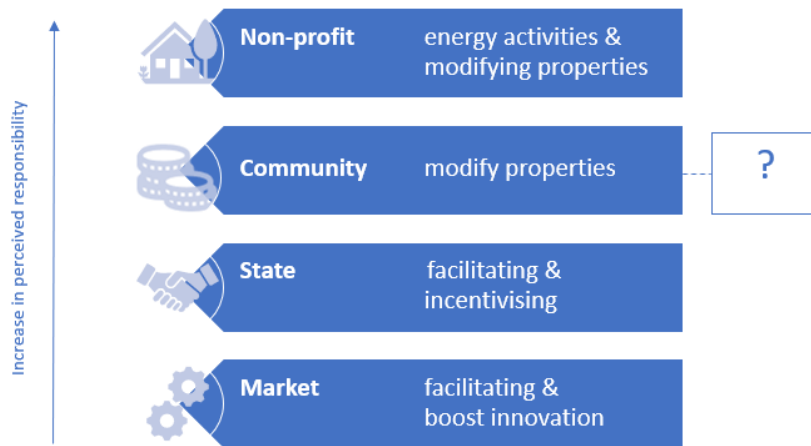 Increase in perceived responsibility
Non-profit
energy activities &
modifying properties
Community
modify properties
?
State
facilitating &
incentivising
Market
facilitating &
boost innovation